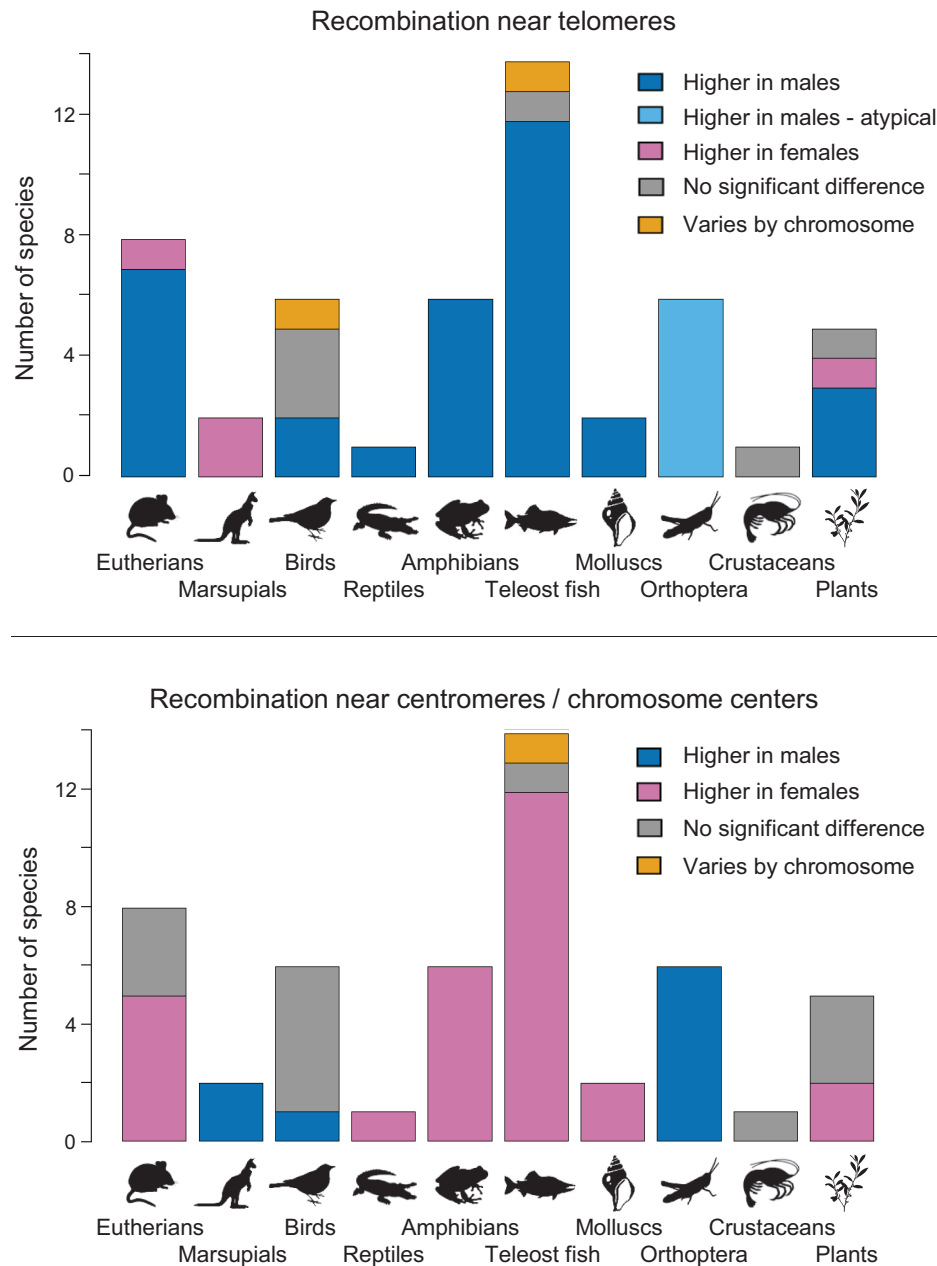 Recombination near telomeres
Number of species
12
8
4
0
Higher in males
Higher in males - atypical
Higher in females
No significant difference
Varies by chromosome
Eutherians Birds Amphibians Molluscs Crustaceans
Marsupials Reptiles Teleost fish Orthoptera Plants
Recombination near centromeres / chromosome centers
Number of species
12
8
4
0
Higher in males
Higher in females
No significant difference
Varies by chromosome
Eutherians Birds Amphibians Molluscs Crustaceans
Marsupials Reptiles Teleost fish Orthoptera Plants